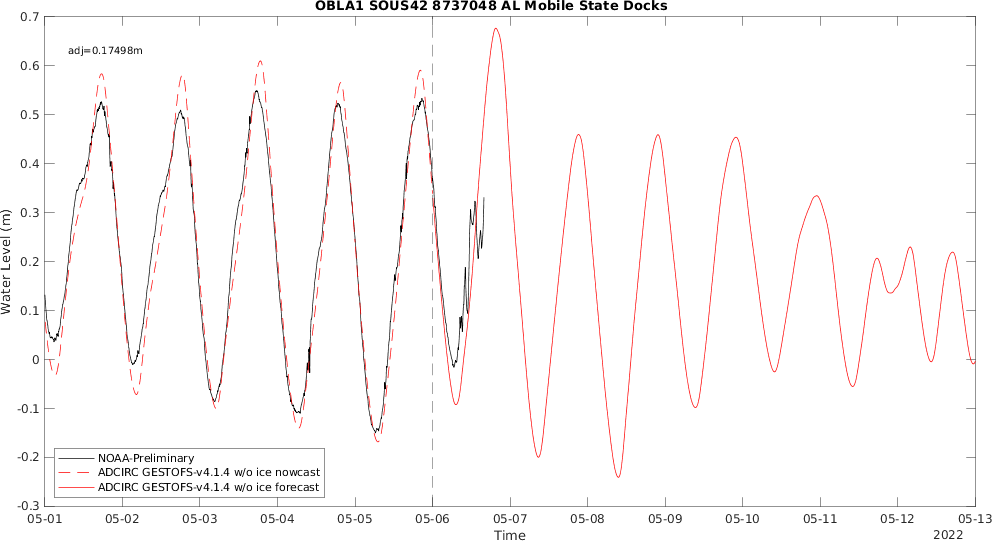 OBLA1 SOUS42 8737048 AL Mobile State Docks
adj=0.17498m
Water Level (m)
0.7
0.6
0.5
0.4
0.3
0.2
0.1
0
-0.1
-0.2
-0.3
NOAA-Preliminary
ADCIRC GESTOFS-v4.1.4 w/o ice nowcast
ADCIRC GESTOFS-v4.1.4 w/o ice forecast
05-01 05-02 05-03 05-04 05-05 05-06 05-07 05-08 05-09 05-10 05-11 05-12 05-13
Time
2022